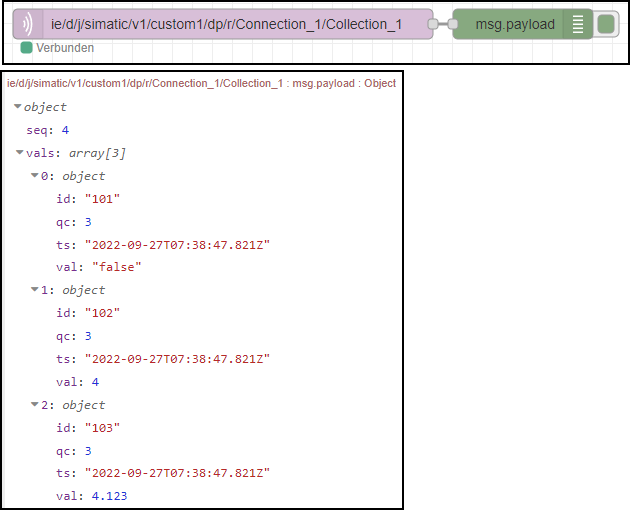 ie/d/j/simatic/v1/custom1/dp/r/Connection_1/Collection_1
msg.payload
Verbunden
ie/d/j/simatic/v1/custom1/dp/r/Connection_1/Collection_1 : msg.payload : Object
object
seq: 4
vals: array[3]
0: object
id: "101"
qc: 3
ts: "2022-09-27T07:38:47.821Z"
val: "false"
1: object
id: "102"
qc: 3
ts: "2022-09-27T07:38:47.821Z"
val: 4
2: object
id: "103"
qc: 3
ts: "2022-09-27T07:38:47.821Z"
val: 4.123